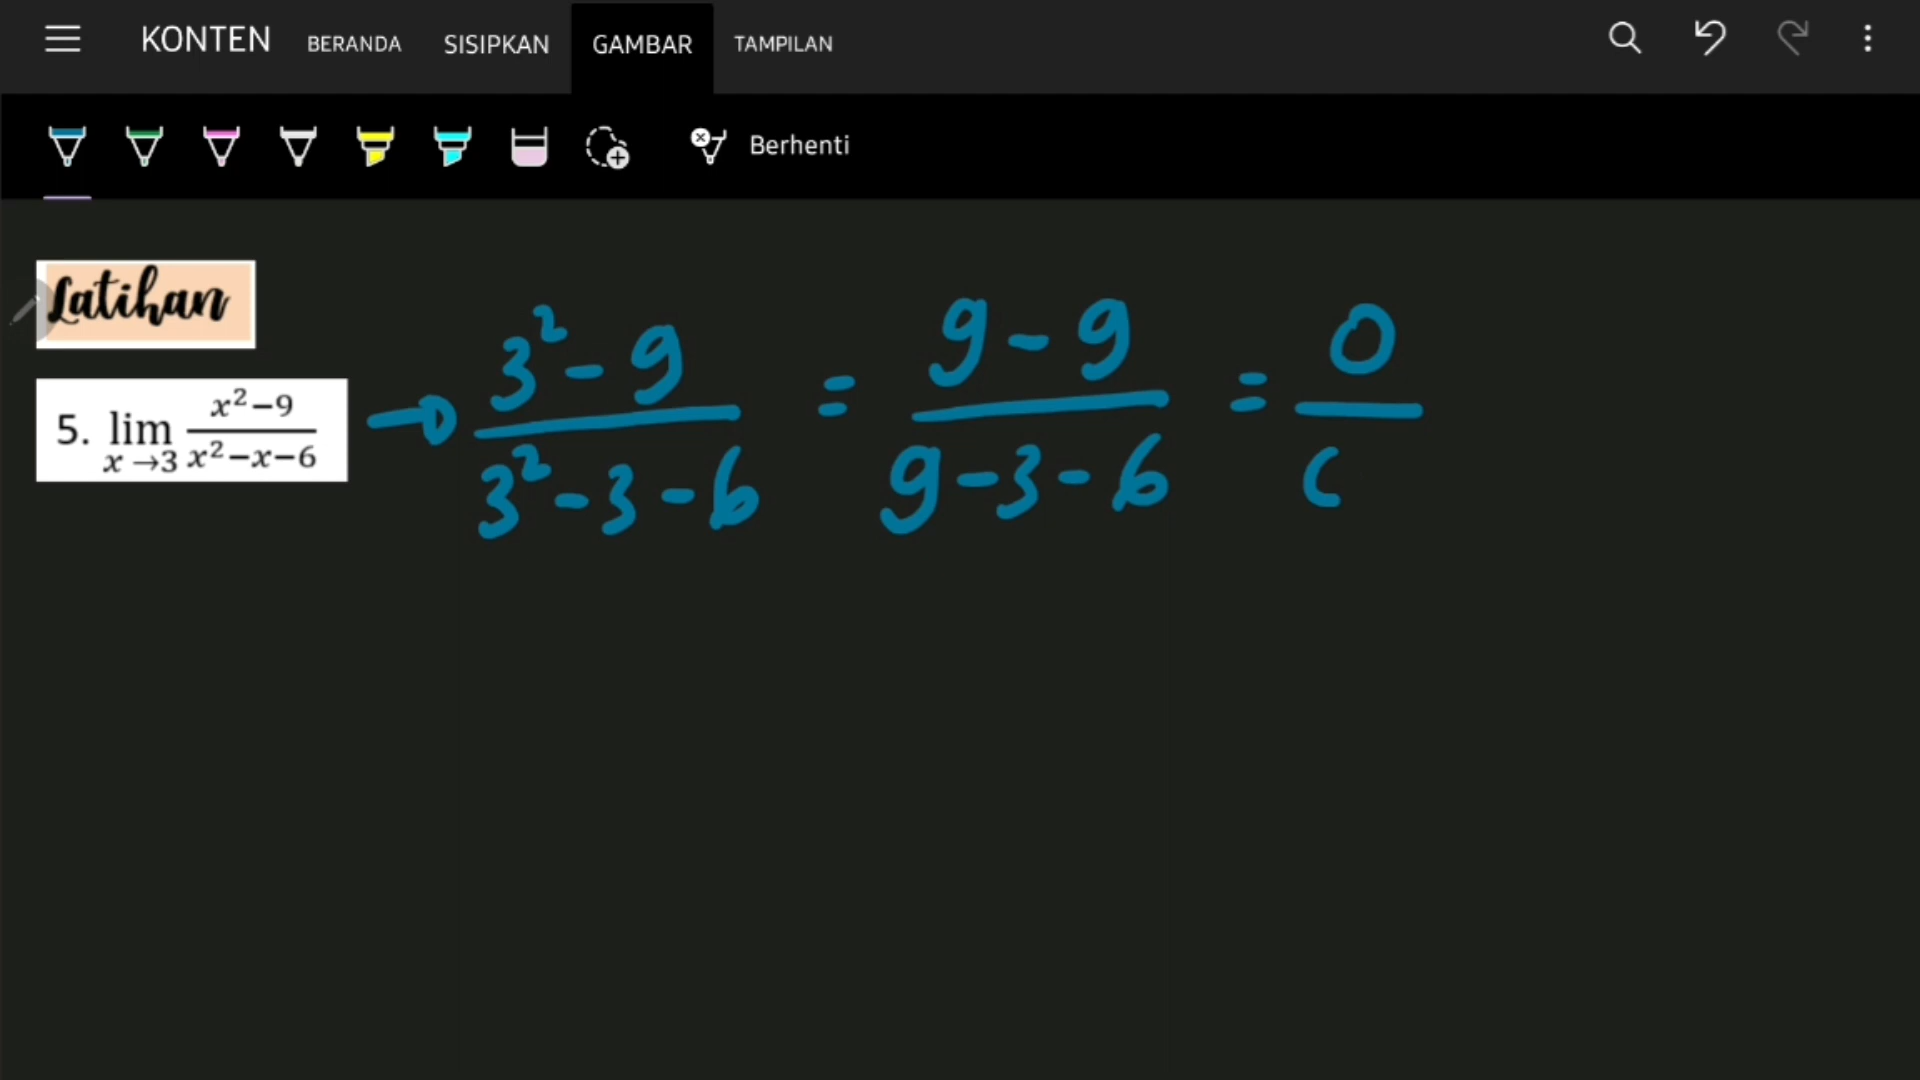 KONTEN BERANDA SISIPKAN GAMBAR TAMPILAN
Berhenti
Latihan
5. lim x→3 (x²−9)/(x²−x−6) → (3²-9)/(3²-3-6) = (9-9)/(9-3-6) = 0/